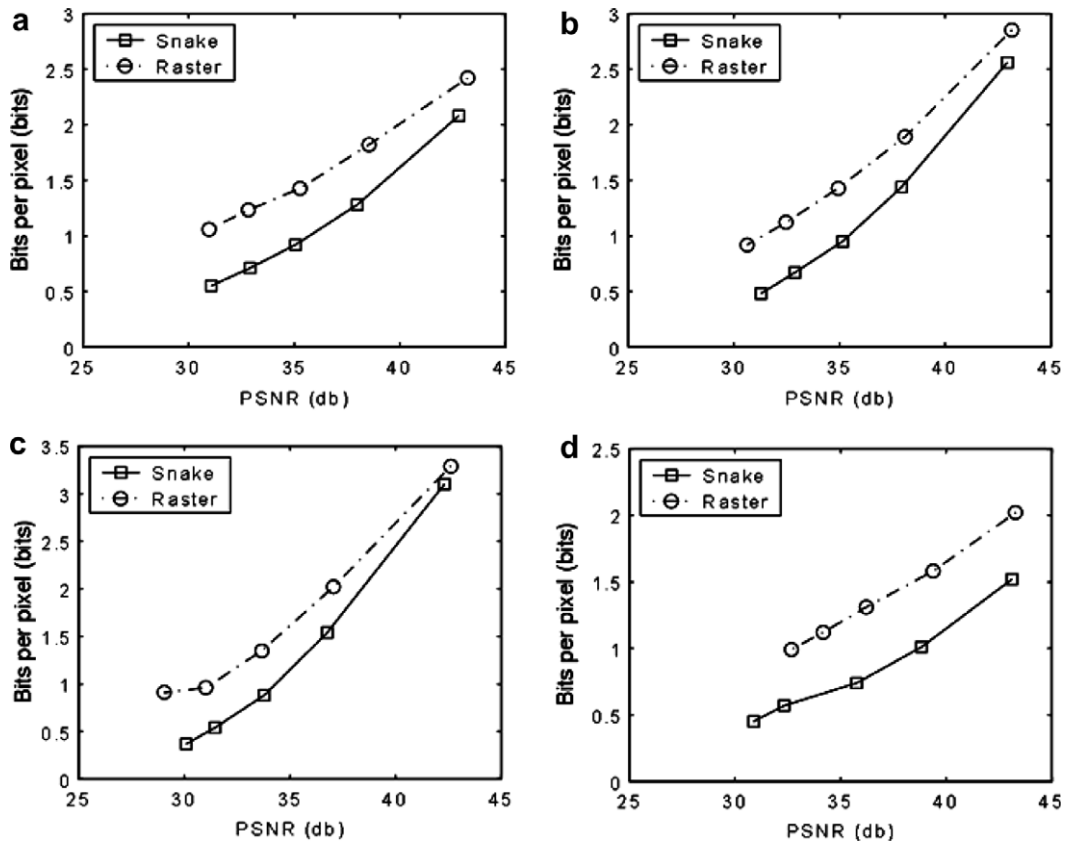 a
3
2.5
2
1.5
1
0.5
0
Bits per pixel (bits)
Snake
Raster
25 30 35 40 45
PSNR (db)
b
3
2.5
2
1.5
1
0.5
0
Bits per pixel (bits)
Snake
Raster
25 30 35 40 45
PSNR (db)
c
3.5
3
2.5
2
1.5
1
0.5
0
Bits per pixel (bits)
Snake
Raster
25 30 35 40 45
PSNR (db)
d
2.5
2
1.5
1
0.5
0
Bits per pixel (bits)
Snake
Raster
25 30 35 40 45
PSNR (db)